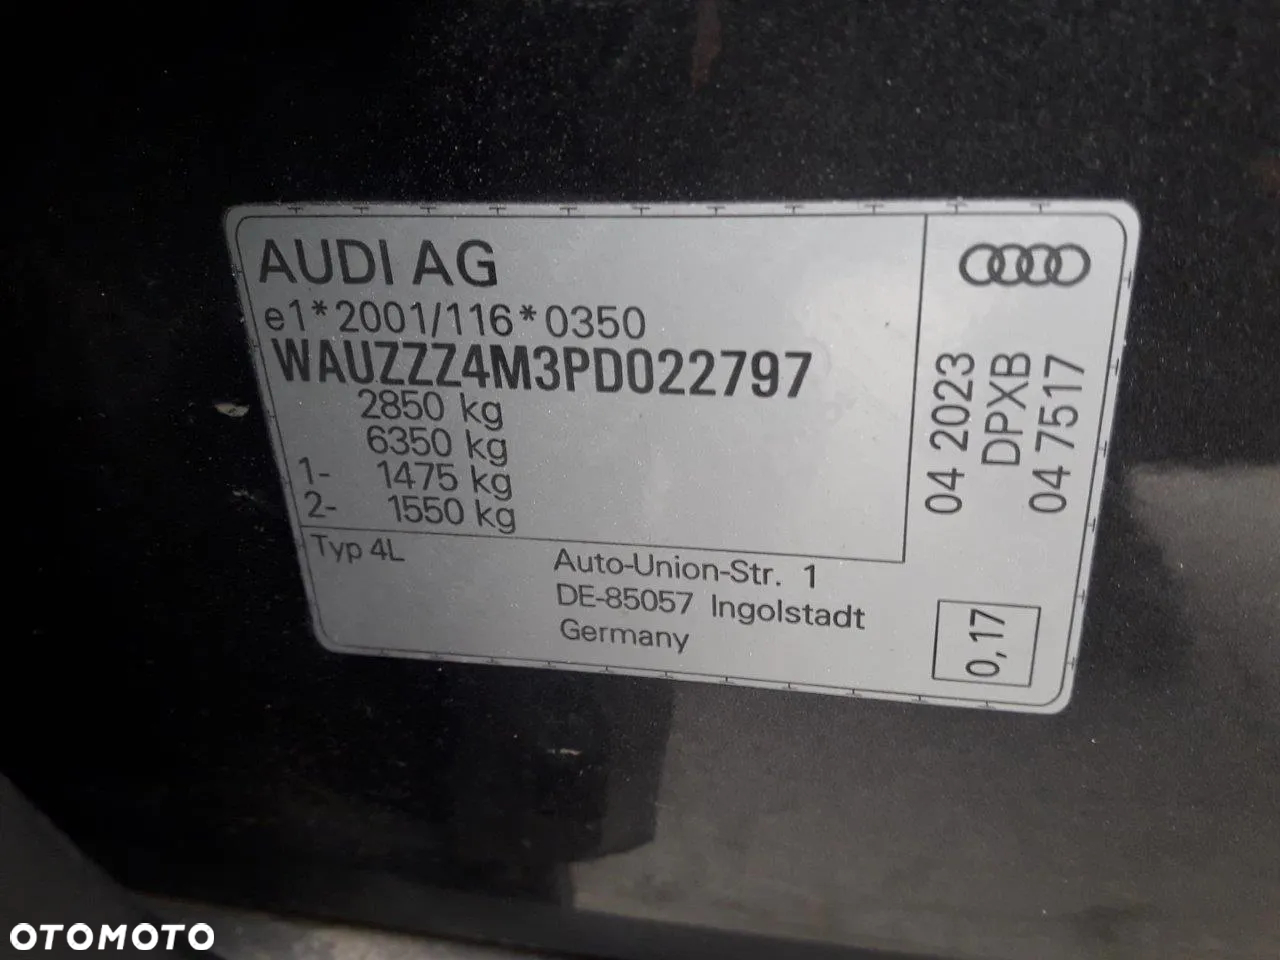 AUDI AG
e1*2001/116*0350
WAUZZZ4M3PD022797
2850 kg
6350 kg
1- 1475 kg
2- 1550 kg
Typ 4L
Auto-Union-Str. 1
DE-85057 Ingolstadt
Germany
04 2023
DPXB
04 7517
0,17
OTOMOTO